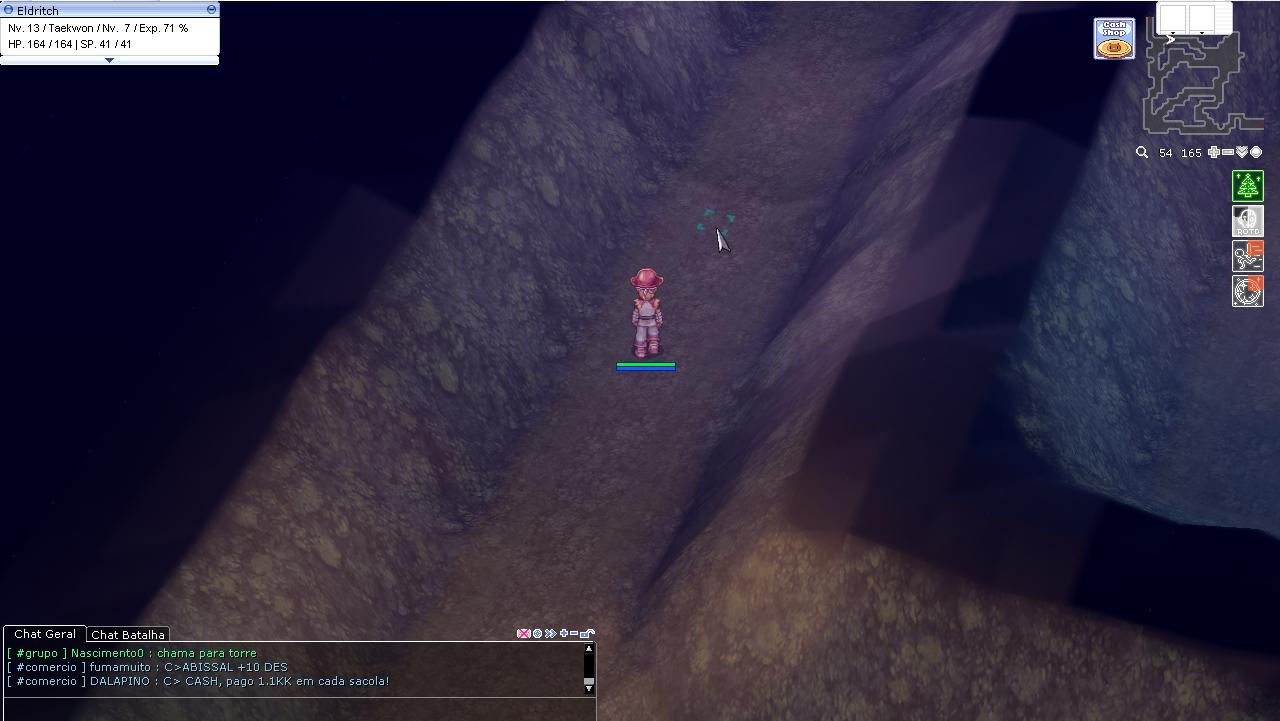 Eldritch
Nv. 13 / Taekwon / Nv. 7 / Exp. 71 %
HP. 164 / 164 | SP. 41 / 41
Cash
Shop
54 165
ROTD
Chat Geral
Chat Batalha
[ #grupo ] Nascimento0 : chama para torre
[ #comercio ] fumamuito : C>ABISSAL +10 DES
[ #comercio ] DALAPINO : C> CASH, pago 1.1KK em cada sacola!